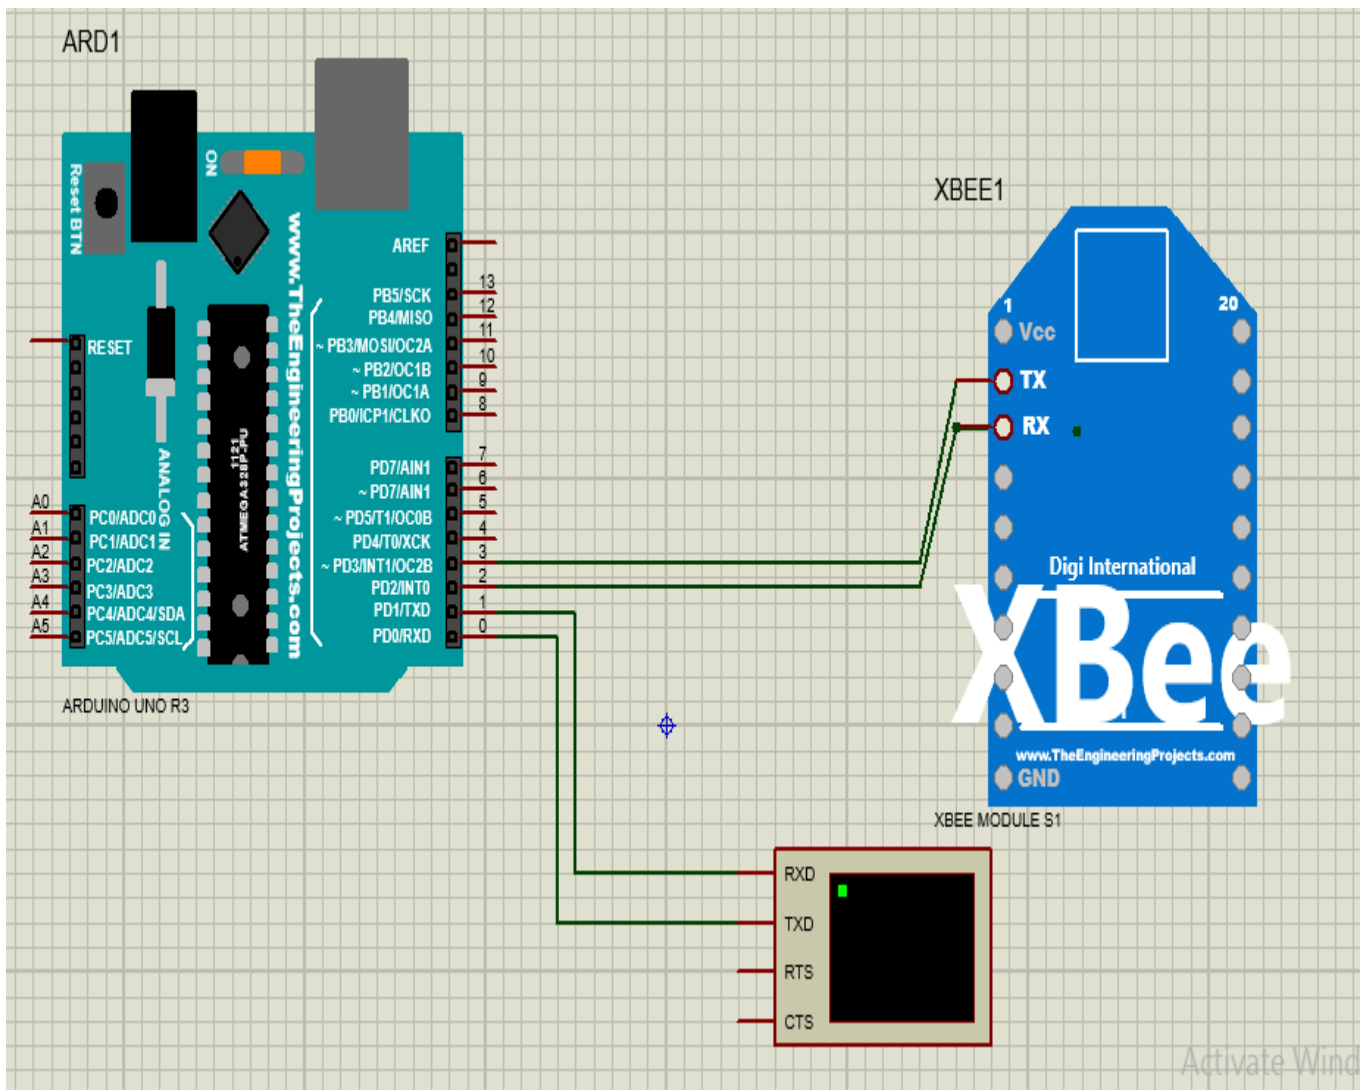 ARD1
ON
Reset BTN
www.TheEngineeringProjects.com
AREF
13
PB5/SCK
12
PB4/MISO
11
~ PB3/MOSI/OC2A
10
~ PB2/OC1B
9
~ PB1/OC1A
8
PB0/ICP1/CLKO
RESET
1121
ATMEGA328P-PU
ANALOG IN
7
PD7/AIN1
6
~ PD7/AIN1
5
~ PD5/T1/OC0B
4
PD4/T0/XCK
3
~ PD3/INT1/OC2B
2
PD2/INT0
1
PD1/TXD
0
PD0/RXD
A0
PC0/ADC0
A1
PC1/ADC1
A2
PC2/ADC2
A3
PC3/ADC3
A4
PC4/ADC4/SDA
A5
PC5/ADC5/SCL
ARDUINO UNO R3
XBEE1
1
20
Vcc
TX
RX
Digi International
XBee
www.TheEngineeringProjects.com
GND
XBEE MODULE S1
RXD
TXD
RTS
CTS
Activate Wind